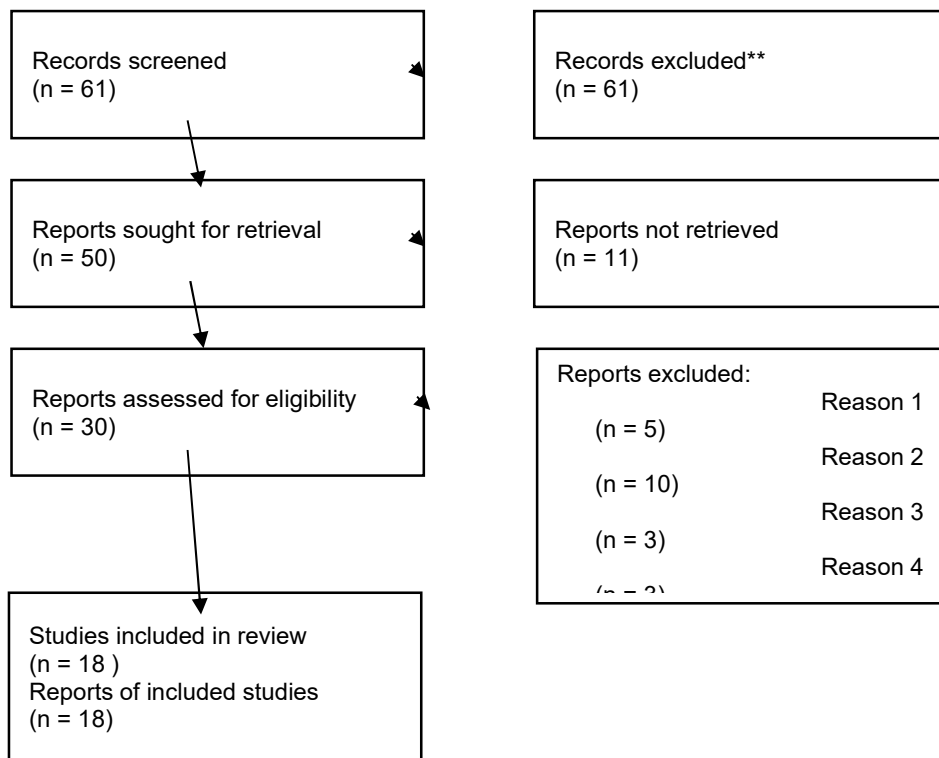 Records screened
(n = 61)
Records excluded**
(n = 61)
Reports sought for retrieval
(n = 50)
Reports not retrieved
(n = 11)
Reports assessed for eligibility
(n = 30)
Reports excluded:
Reason 1
(n = 5)
Reason 2
(n = 10)
Reason 3
(n = 3)
Reason 4
Studies included in review
(n = 18 )
Reports of included studies
(n = 18)